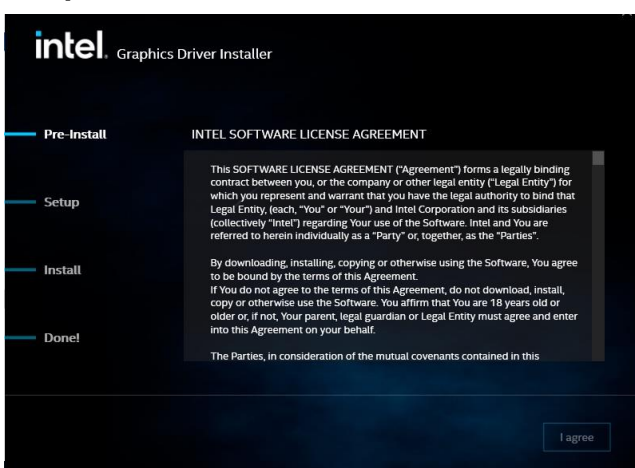 intel. Graphics Driver Installer
Pre-Install
INTEL SOFTWARE LICENSE AGREEMENT
This SOFTWARE LICENSE AGREEMENT ("Agreement") forms a legally binding
contract between you, or the company or other legal entity ("Legal Entity") for
which you represent and warrant that you have the legal authority to bind that
Legal Entity, (each, "You" or "Your") and Intel Corporation and its subsidiaries
(collectively "Intel") regarding Your use of the Software. Intel and You are
referred to herein individually as a "Party" or, together, as the "Parties".
By downloading, installing, copying or otherwise using the Software, You agree
to be bound by the terms of this Agreement.
If You do not agree to the terms of this Agreement, do not download, install,
copy or otherwise use the Software. You affirm that You are 18 years old or
older or, if not, Your parent, legal guardian or Legal Entity must agree and enter
into this Agreement on your behalf.
The Parties, in consideration of the mutual covenants contained in this
Setup
Install
Done!
I agree